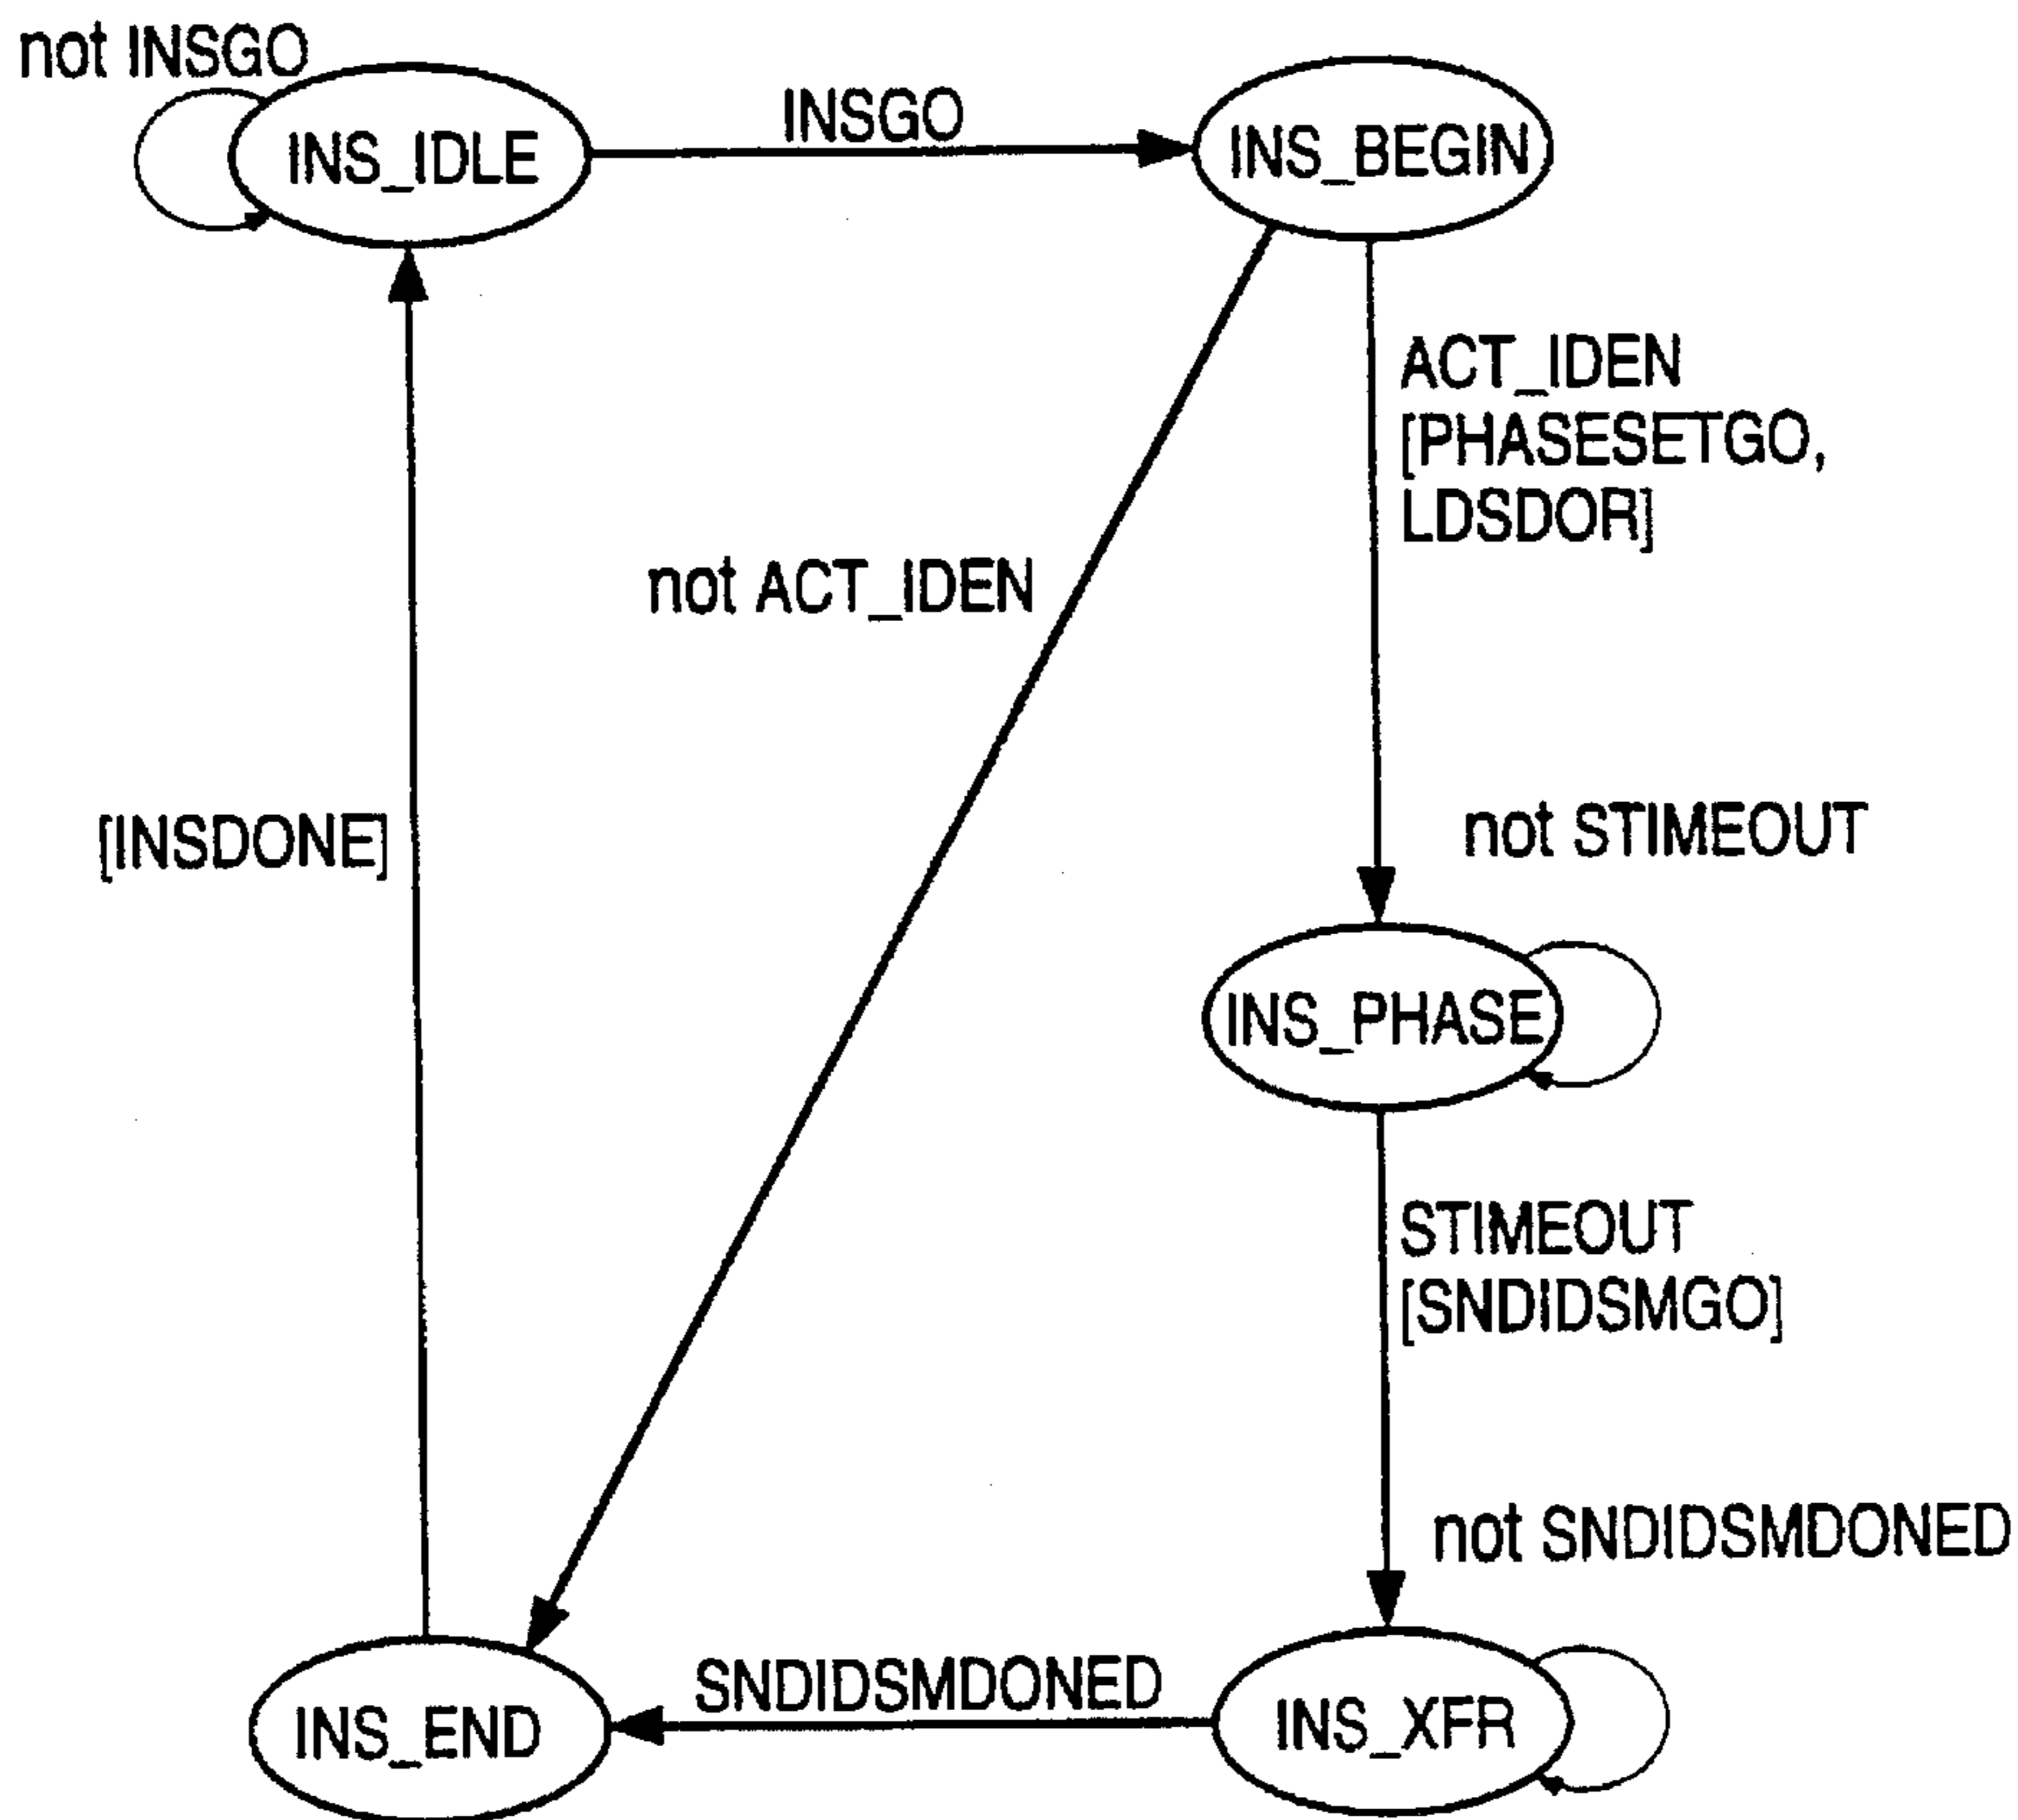 not INSGO
INS_IDLE
INSGO
INS_BEGIN
ACT_IDEN
[PHASESETGO,
LDSDOR]
not ACT_IDEN
[INSDONE]
not STIMEOUT
INS_PHASE
STIMEOUT
[SNDIDSMGO]
not SNDIDSMDONED
SNDIDSMDONED
INS_END
INS_XFR